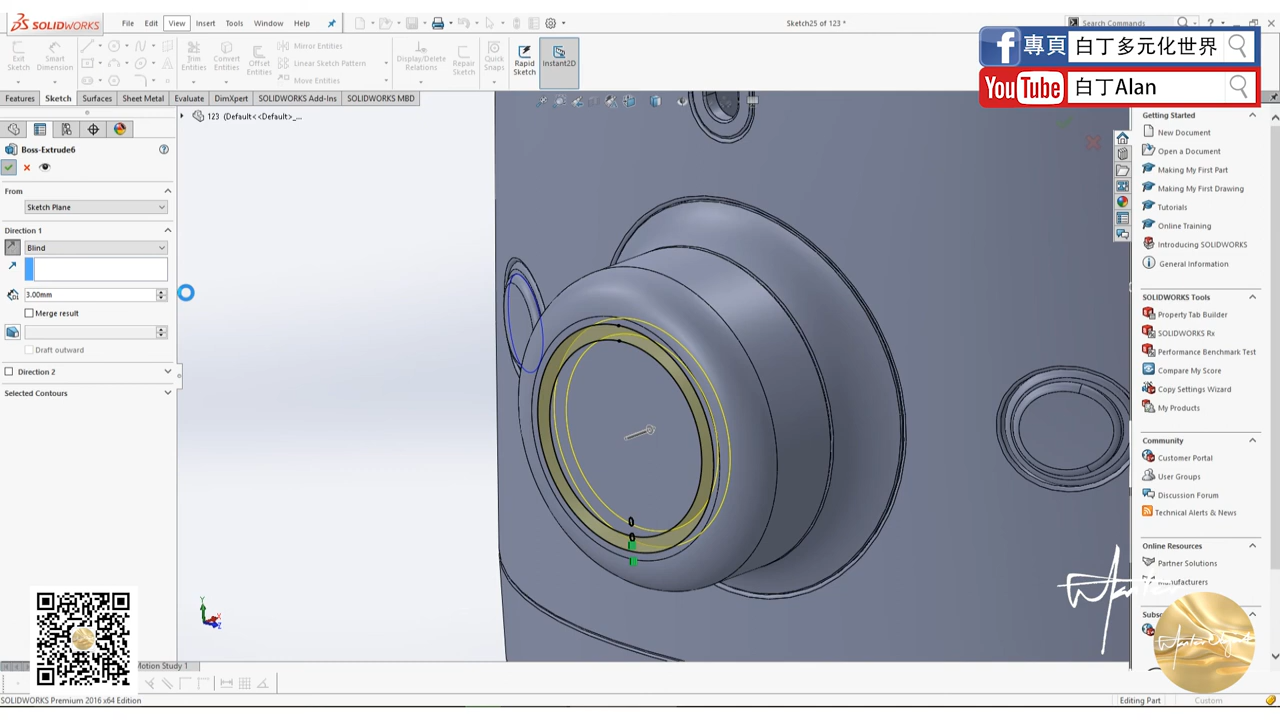 SOLIDWORKS
File Edit View Insert Tools Window Help
Sketch25 of 123 *
Search Commands
專頁 白丁多元化世界
YouTube 白丁Alan
Exit Sketch
Smart Dimension
Trim Entities
Convert Entities
Offset Entities
Mirror Entities
Linear Sketch Pattern
Move Entities
Display/Delete Relations
Repair Sketch
Quick Snaps
Rapid Sketch
Instant2D
Features Sketch Surfaces Sheet Metal Evaluate DimXpert SOLIDWORKS Add-Ins SOLIDWORKS MBD
123 (Default<<Default>_...
Boss-Extrude6
From
Sketch Plane
Direction 1
Blind
3.00mm
Merge result
Draft outward
Direction 2
Selected Contours
Getting Started
New Document
Open a Document
Making My First Part
Making My First Drawing
Tutorials
Online Training
Introducing SOLIDWORKS
General Information
SOLIDWORKS Tools
Property Tab Builder
SOLIDWORKS Rx
Performance Benchmark Test
Compare My Score
Copy Settings Wizard
My Products
Community
Customer Portal
User Groups
Discussion Forum
Technical Alerts & News
Online Resources
Partner Solutions
Manufacturers
Motion Study 1
SOLIDWORKS Premium 2016 x64 Edition
Editing Part
Custom